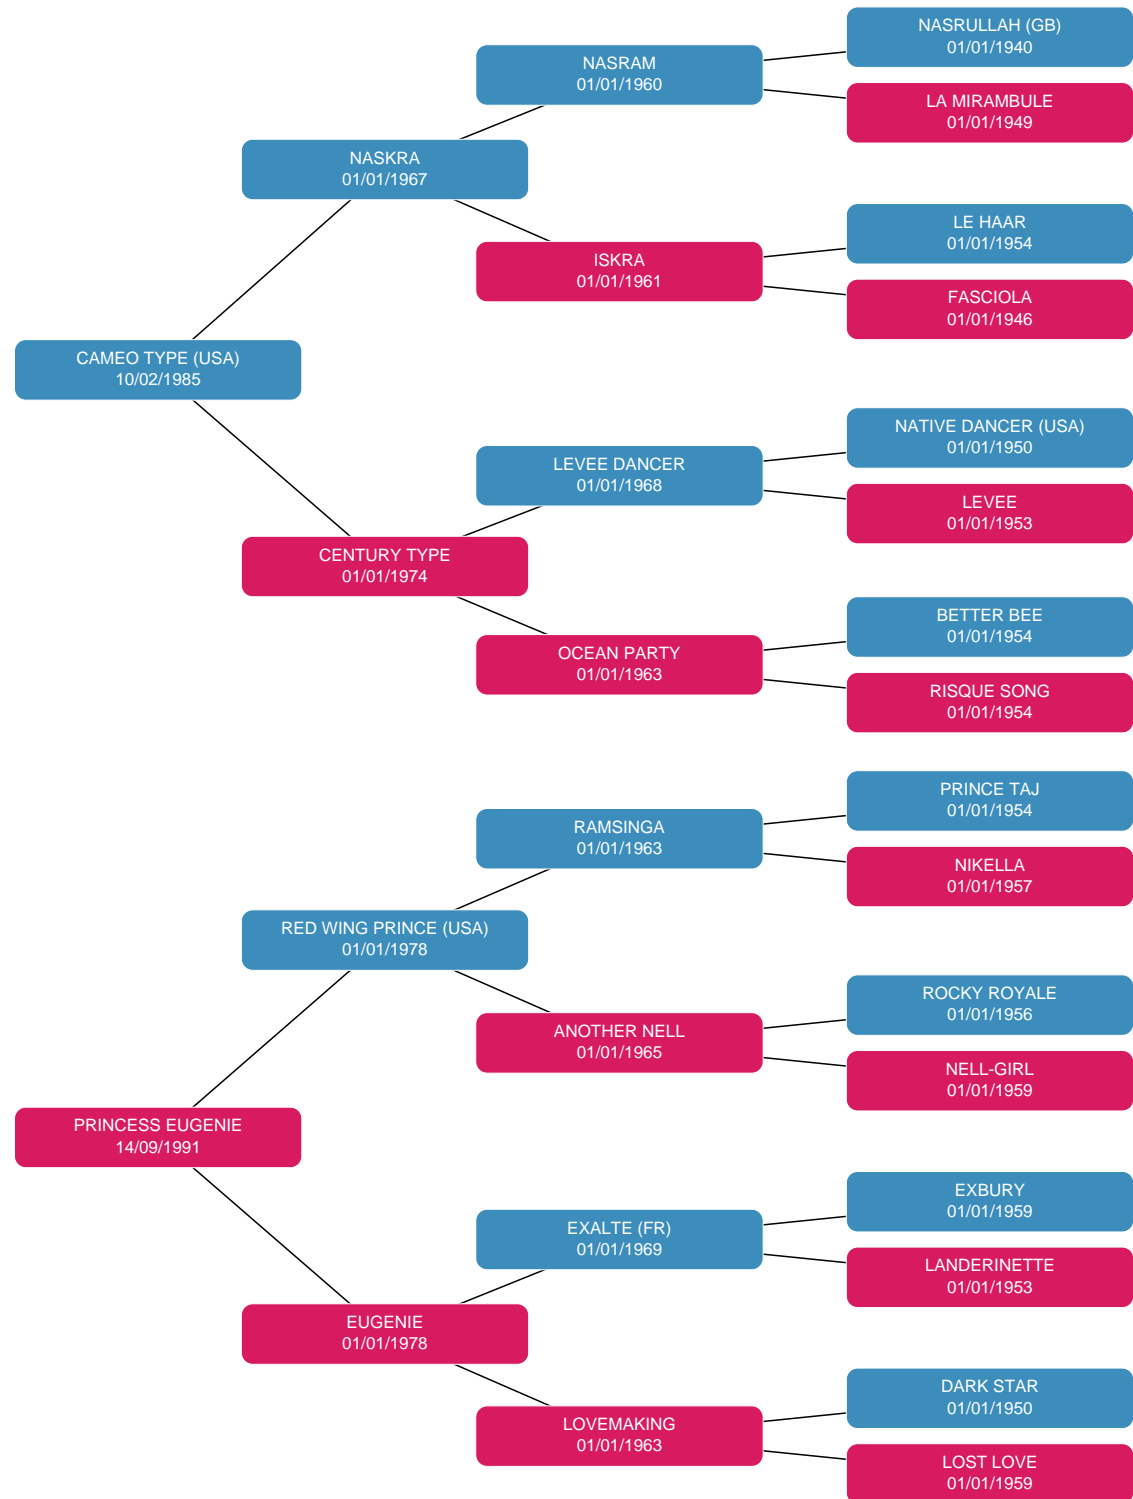 NASRULLAH (GB)
01/01/1940
NASRAM
01/01/1960
LA MIRAMBULE
01/01/1949
NASKRA
01/01/1967
LE HAAR
01/01/1954
ISKRA
01/01/1961
FASCIOLA
01/01/1946
CAMEO TYPE (USA)
10/02/1985
NATIVE DANCER (USA)
01/01/1950
LEVEE DANCER
01/01/1968
LEVEE
01/01/1953
CENTURY TYPE
01/01/1974
BETTER BEE
01/01/1954
OCEAN PARTY
01/01/1963
RISQUE SONG
01/01/1954
PRINCE TAJ
01/01/1954
RAMSINGA
01/01/1963
NIKELLA
01/01/1957
RED WING PRINCE (USA)
01/01/1978
ROCKY ROYALE
01/01/1956
ANOTHER NELL
01/01/1965
NELL-GIRL
01/01/1959
PRINCESS EUGENIE
14/09/1991
EXBURY
01/01/1959
EXALTE (FR)
01/01/1969
LANDERINETTE
01/01/1953
EUGENIE
01/01/1978
DARK STAR
01/01/1950
LOVEMAKING
01/01/1963
LOST LOVE
01/01/1959